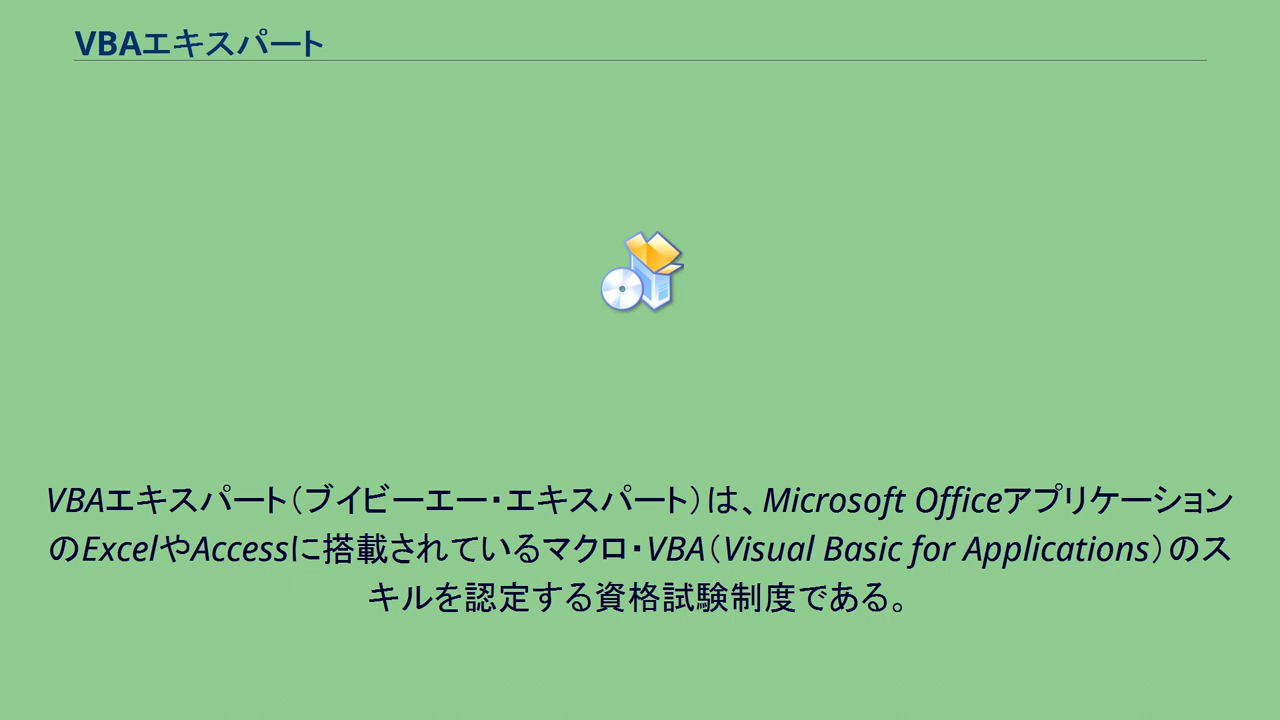 VBAエキスパート
VBAエキスパート（ブイビーエー・エキスパート）は、Microsoft Officeアプリケーション
のExcelやAccessに搭載されているマクロ・VBA（Visual Basic for Applications）のス
キルを認定する資格試験制度である。